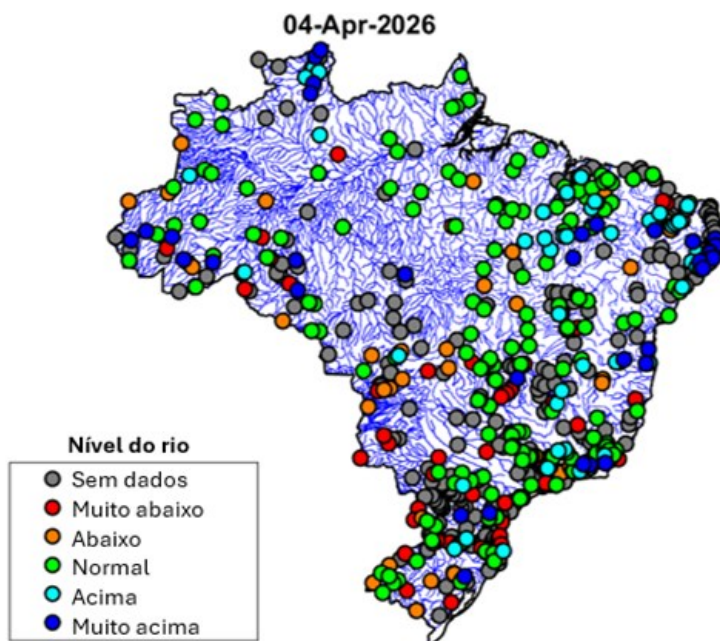 04-Apr-2026
Nível do rio
Sem dados
Muito abaixo
Abaixo
Normal
Acima
Muito acima